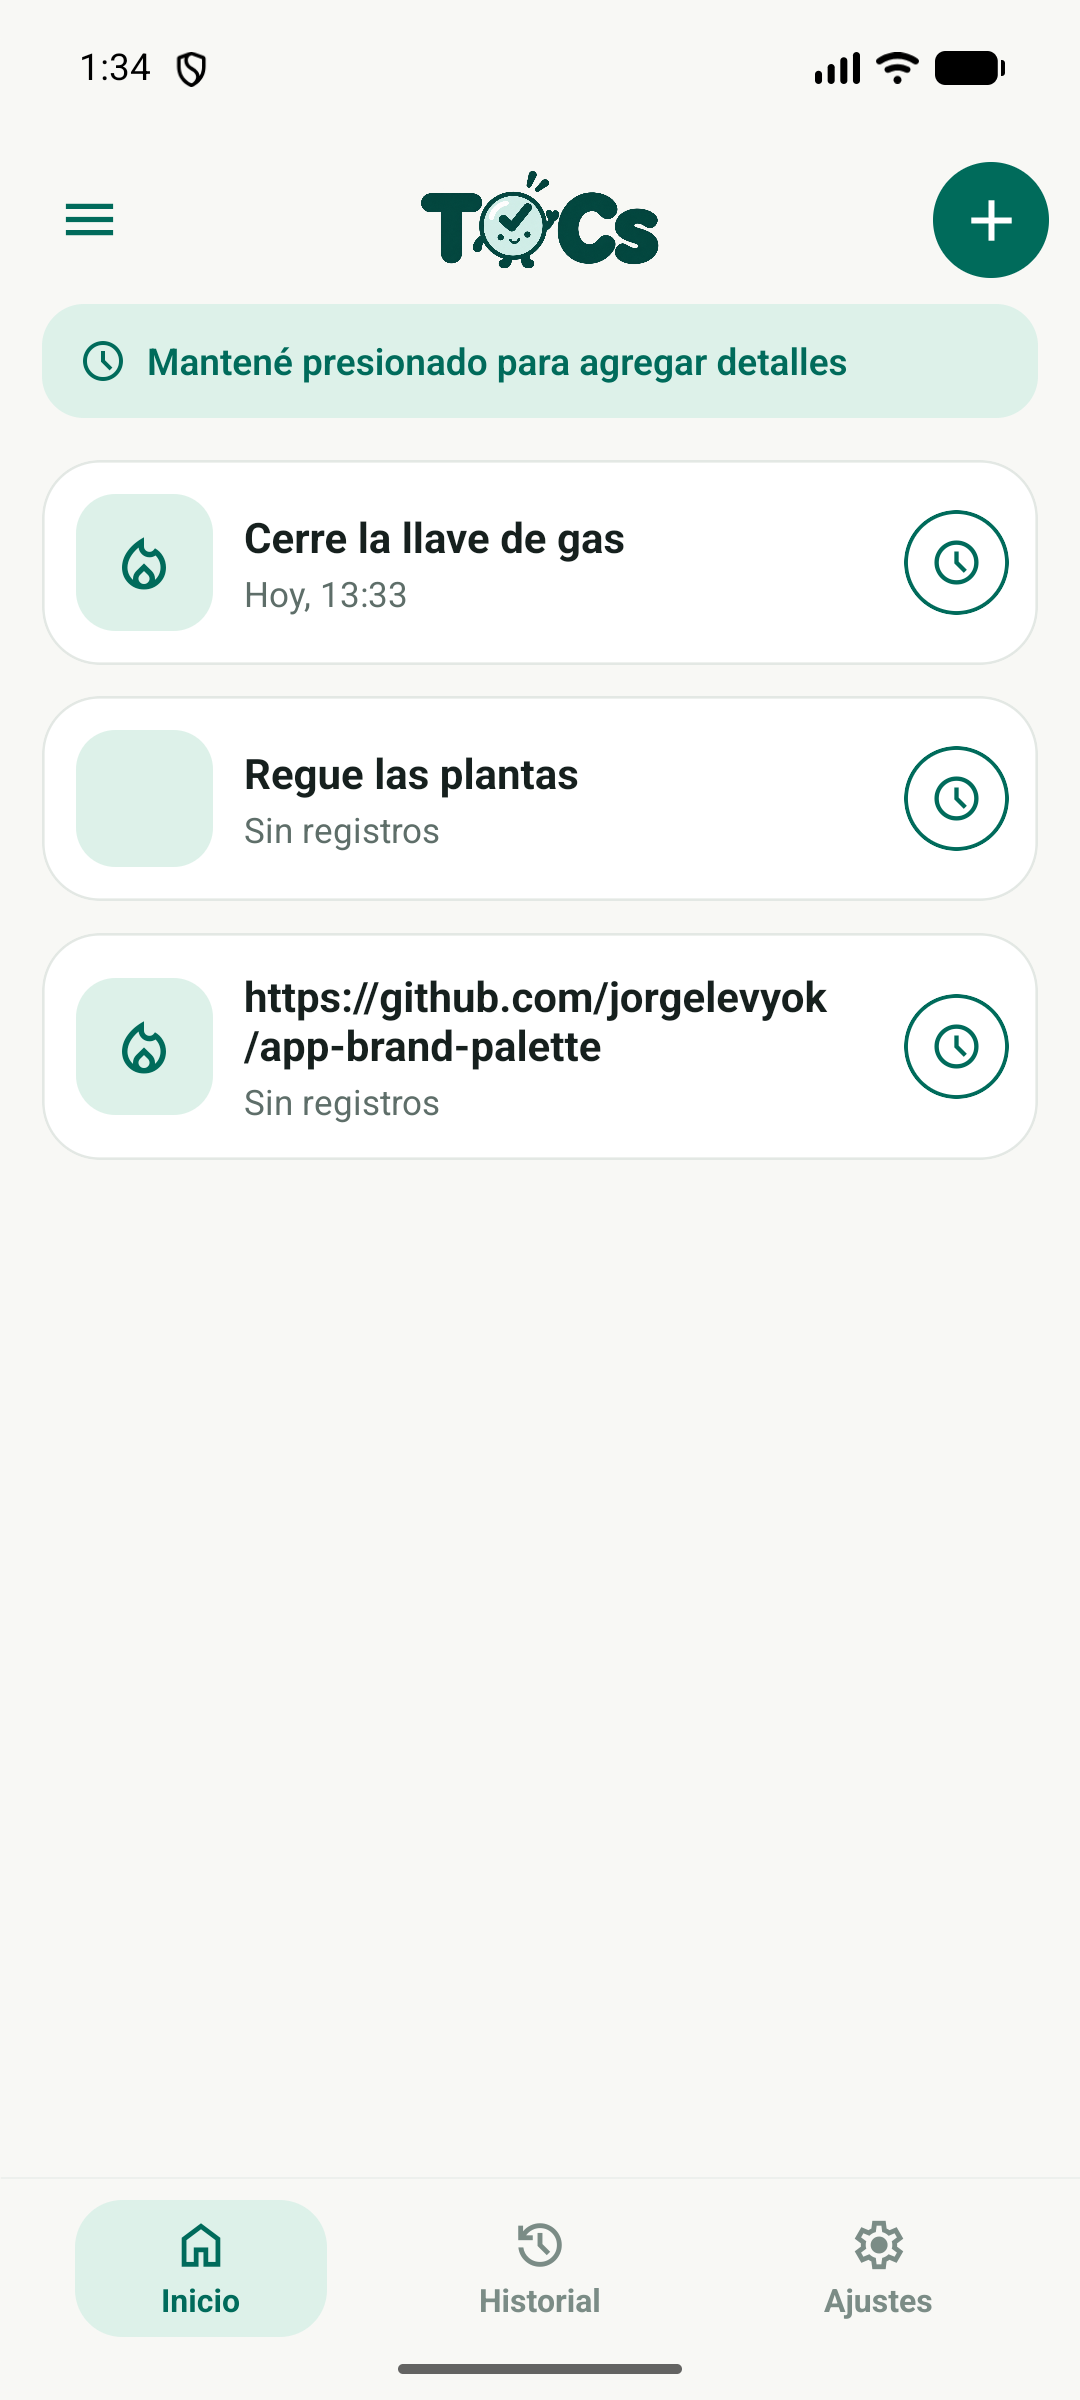 1:34
TOCs
Mantené presionado para agregar detalles
Cerre la llave de gas
Hoy, 13:33
Regue las plantas
Sin registros
https://github.com/jorgelevyok
/app-brand-palette
Sin registros
Inicio
Historial
Ajustes